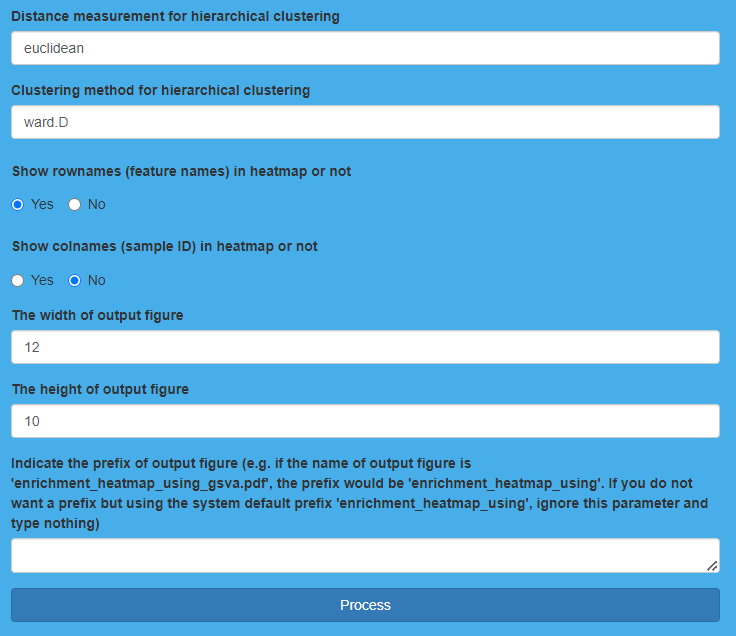 Distance measurement for hierarchical clustering
euclidean
Clustering method for hierarchical clustering
ward.D
Show rownames (feature names) in heatmap or not
Yes No
Show colnames (sample ID) in heatmap or not
Yes No
The width of output figure
12
The height of output figure
10
Indicate the prefix of output figure (e.g. if the name of output figure is
'enrichment_heatmap_using_gsva.pdf', the prefix would be 'enrichment_heatmap_using'. If you do not
want a prefix but using the system default prefix 'enrichment_heatmap_using', ignore this parameter and
type nothing)
Process